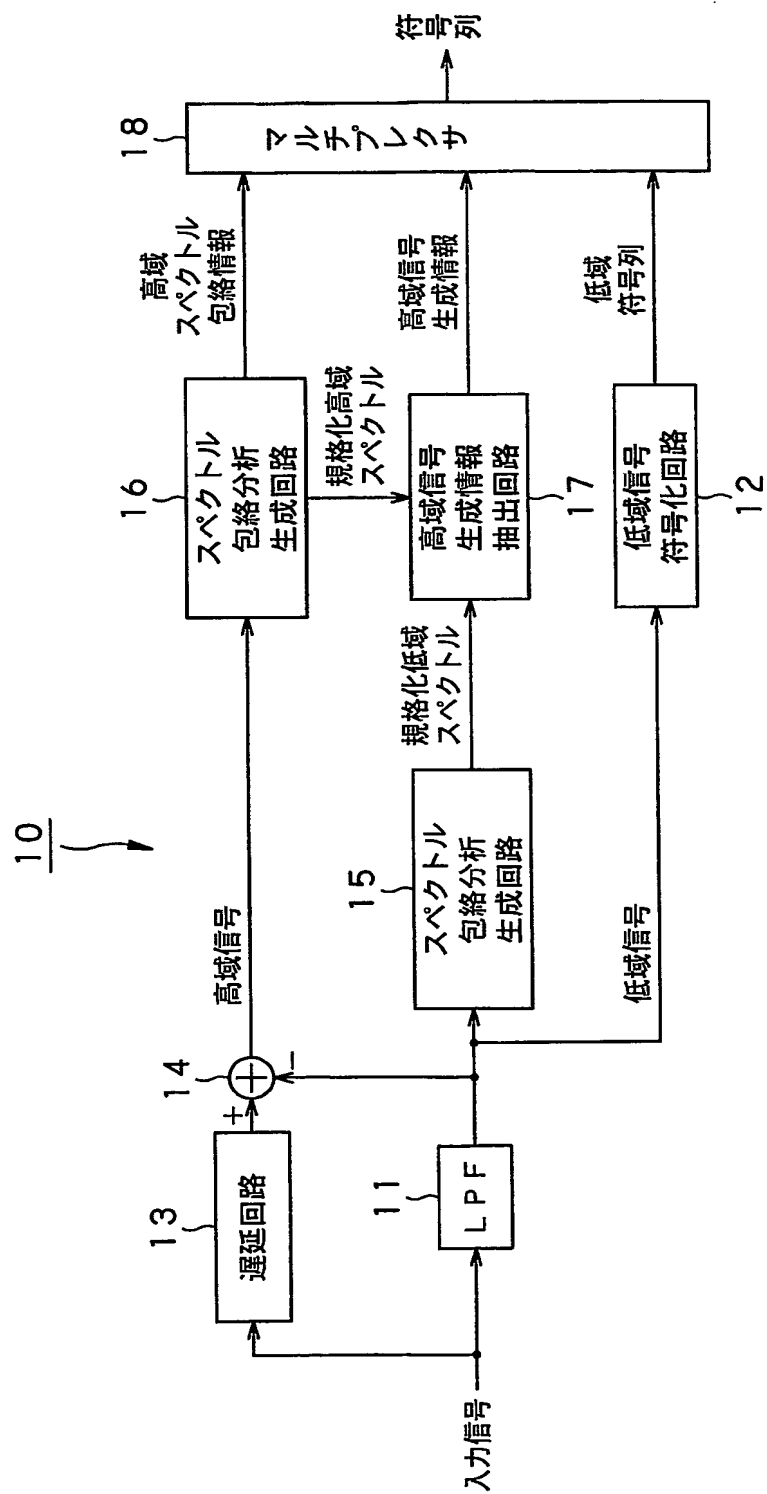 10
入力信号
13
遅延回路
11
LPF
14
+
−
高域信号
15
スペクトル
包絡分析
生成回路
低域信号
規格化低域
スペクトル
16
スペクトル
包絡分析
生成回路
規格化高域
スペクトル
高域信号
生成情報
抽出回路
17
低域信号
符号化回路
12
高域
スペクトル
包絡情報
高域信号
生成情報
低域
符号列
18
マルチプレクサ
符号列